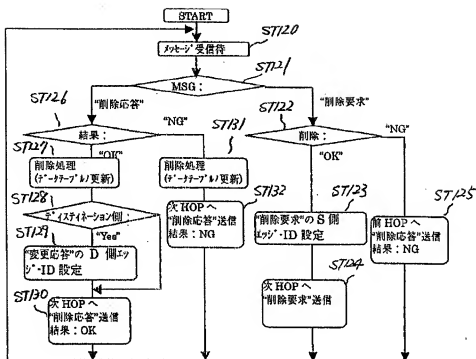 START
ST120
メッセージ受信待
ST121
MSG：
ST126
"削除応答"
"削除要求"
ST122
結果：
"NG"
ST131
削除：
"NG"
ST127
"OK"
"OK"
削除処理
(データテーブル/更新)
削除処理
(データテーブル/更新)
ST128
ST132
ST123
ST125
ディスティネーション側：
次HOPへ
"削除応答"送信
結果：NG
"削除要求"のS側
エッジ・ID設定
前HOPへ
"削除応答"送信
結果：NG
ST129
"Yes"
"変更応答"のD側エッ
ジ・ID設定
ST124
ST130
次HOPへ
"削除応答"送信
結果：OK
次HOPへ
"削除要求"送信